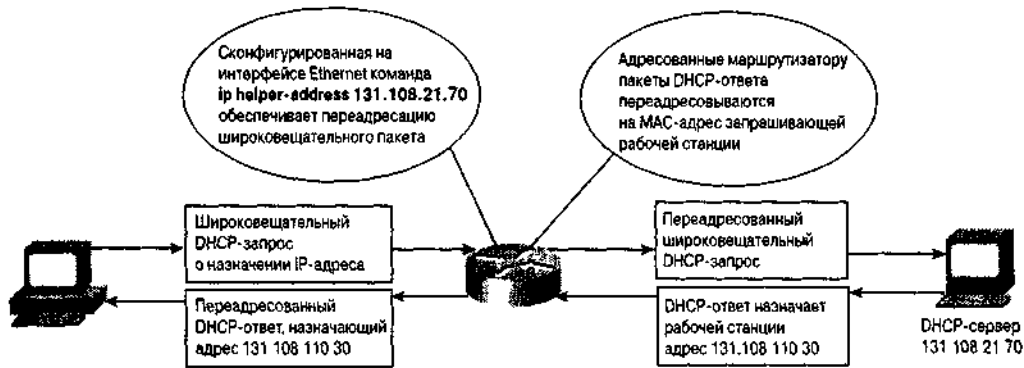 Сконфигурированная на
интерфейсе Ethernet команда
ip helper-address 131.108.21.70
обеспечивает переадресацию
широковещательного пакета
Адресованные маршрутизатору
пакеты DHCP-ответа
переадресовываются
на MAC-адрес запрашивающей
рабочей станции
Широковещательный
DHCP-запрос
о назначении IP-адреса
Переадресованный
широковещательный
DHCP-запрос
Переадресованный
DHCP-ответ, назначающий
адрес 131 108 110 30
DHCP-ответ назначает
рабочей станции
адрес 131.108 110 30
DHCP-сервер
131 108 21 70